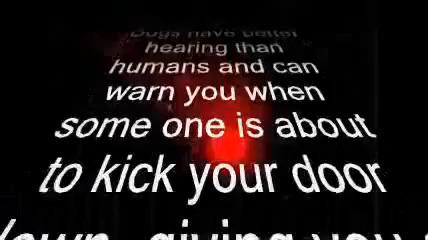 Dogs have better
hearing than
humans and can
warn you when
some one is about
to kick your door
down, giving you